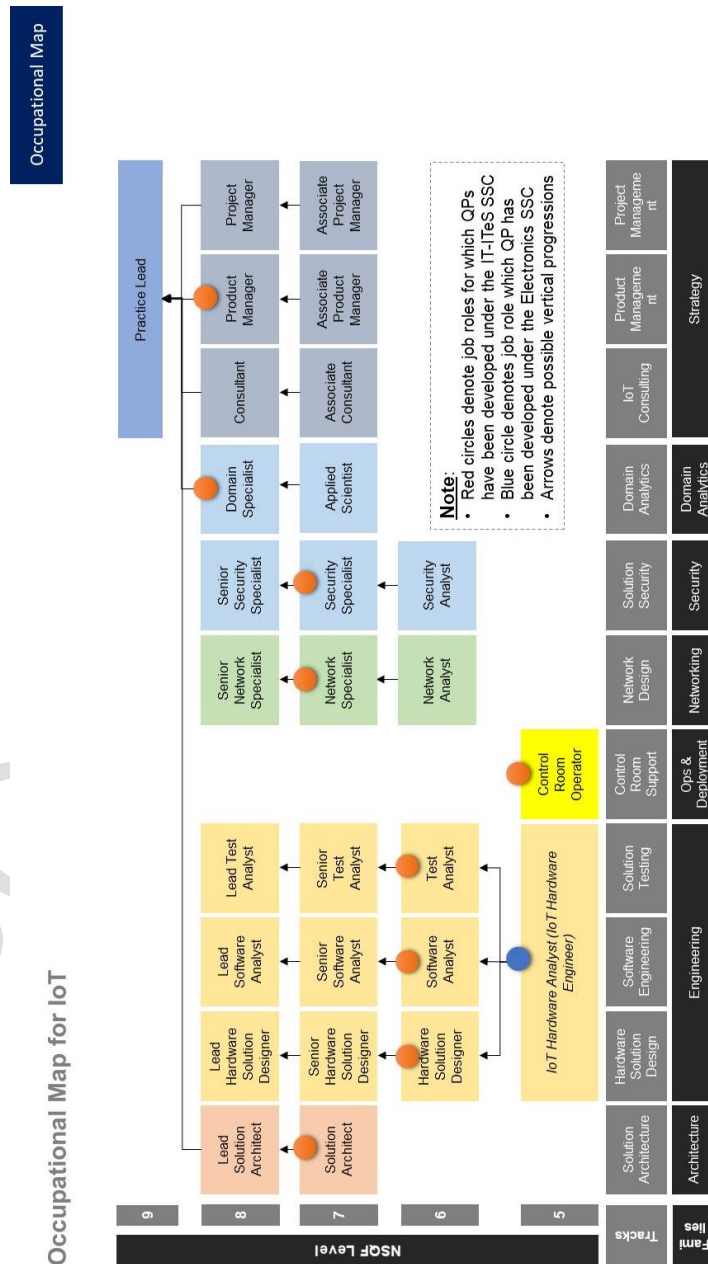 Occupational Map
Occupational Map for IoT
NSQF Level
9
Practice Lead
8
Lead
Solution
Architect
Lead
Hardware
Solution
Designer
Lead
Software
Analyst
Lead Test
Analyst
Senior
Network
Specialist
Senior
Security
Specialist
Domain
Specialist
Consultant
Product
Manager
Project
Manager
7
Solution
Architect
Senior
Hardware
Solution
Designer
Senior
Software
Analyst
Senior
Test
Analyst
Network
Specialist
Security
Specialist
Applied
Scientist
Associate
Consultant
Associate
Product
Manager
Associate
Project
Manager
6
Hardware
Solution
Designer
Software
Analyst
Test
Analyst
Network
Analyst
Security
Analyst
Note:
• Red circles denote job roles for which QPs
have been developed under the IT-ITeS SSC
• Blue circle denotes job role which QP has
been developed under the Electronics SSC
• Arrows denote possible vertical progressions
5
IoT Hardware Analyst (IoT Hardware
Engineer)
Control
Room
Operator
Tracks
Solution
Architecture
Hardware
Solution
Design
Software
Engineering
Solution
Testing
Control
Room
Support
Network
Design
Solution
Security
Domain
Analytics
IoT
Consulting
Product
Manageme
nt
Project
Manageme
nt
Fami
lies
Architecture
Engineering
Ops &
Deployment
Networking
Security
Domain
Analytics
Strategy